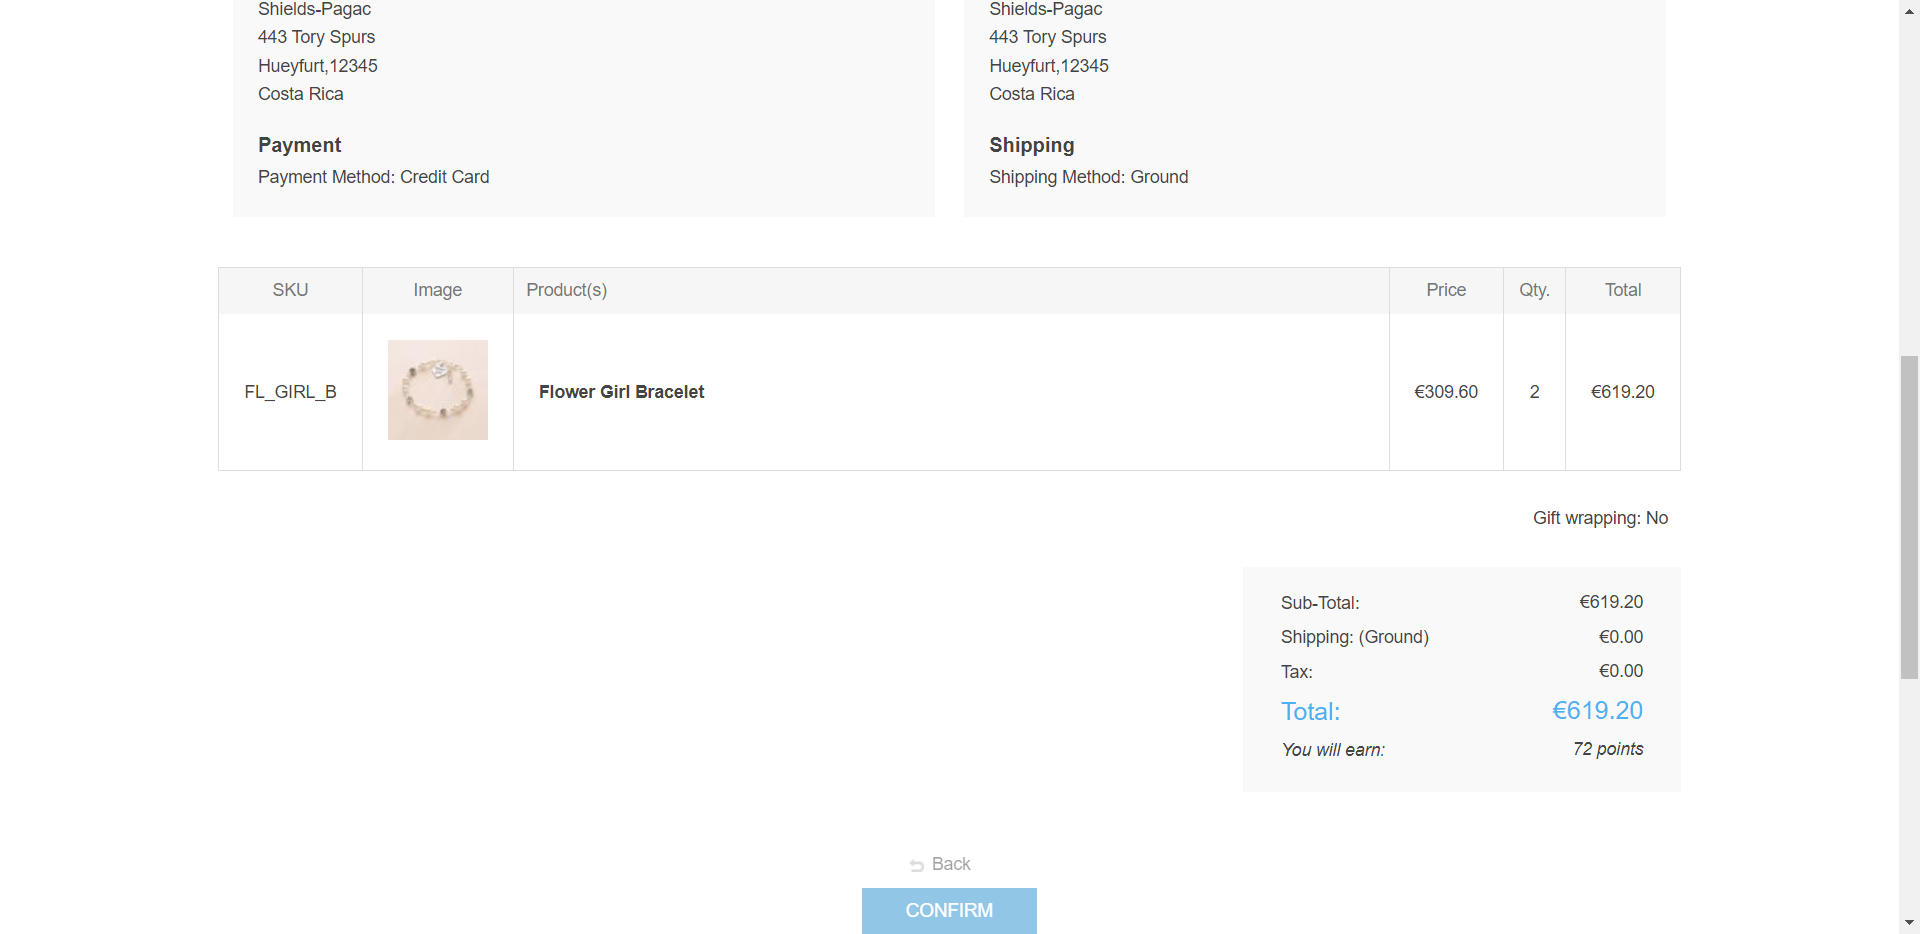 Shields-Pagac
443 Tory Spurs
Hueyfurt,12345
Costa Rica
Payment
Payment Method: Credit Card
Shields-Pagac
443 Tory Spurs
Hueyfurt,12345
Costa Rica
Shipping
Shipping Method: Ground
SKU Image Product(s) Price Qty. Total
FL_GIRL_B Flower Girl Bracelet €309.60 2 €619.20
Gift wrapping: No
Sub-Total: €619.20
Shipping: (Ground) €0.00
Tax: €0.00
Total: €619.20
You will earn: 72 points
Back
CONFIRM